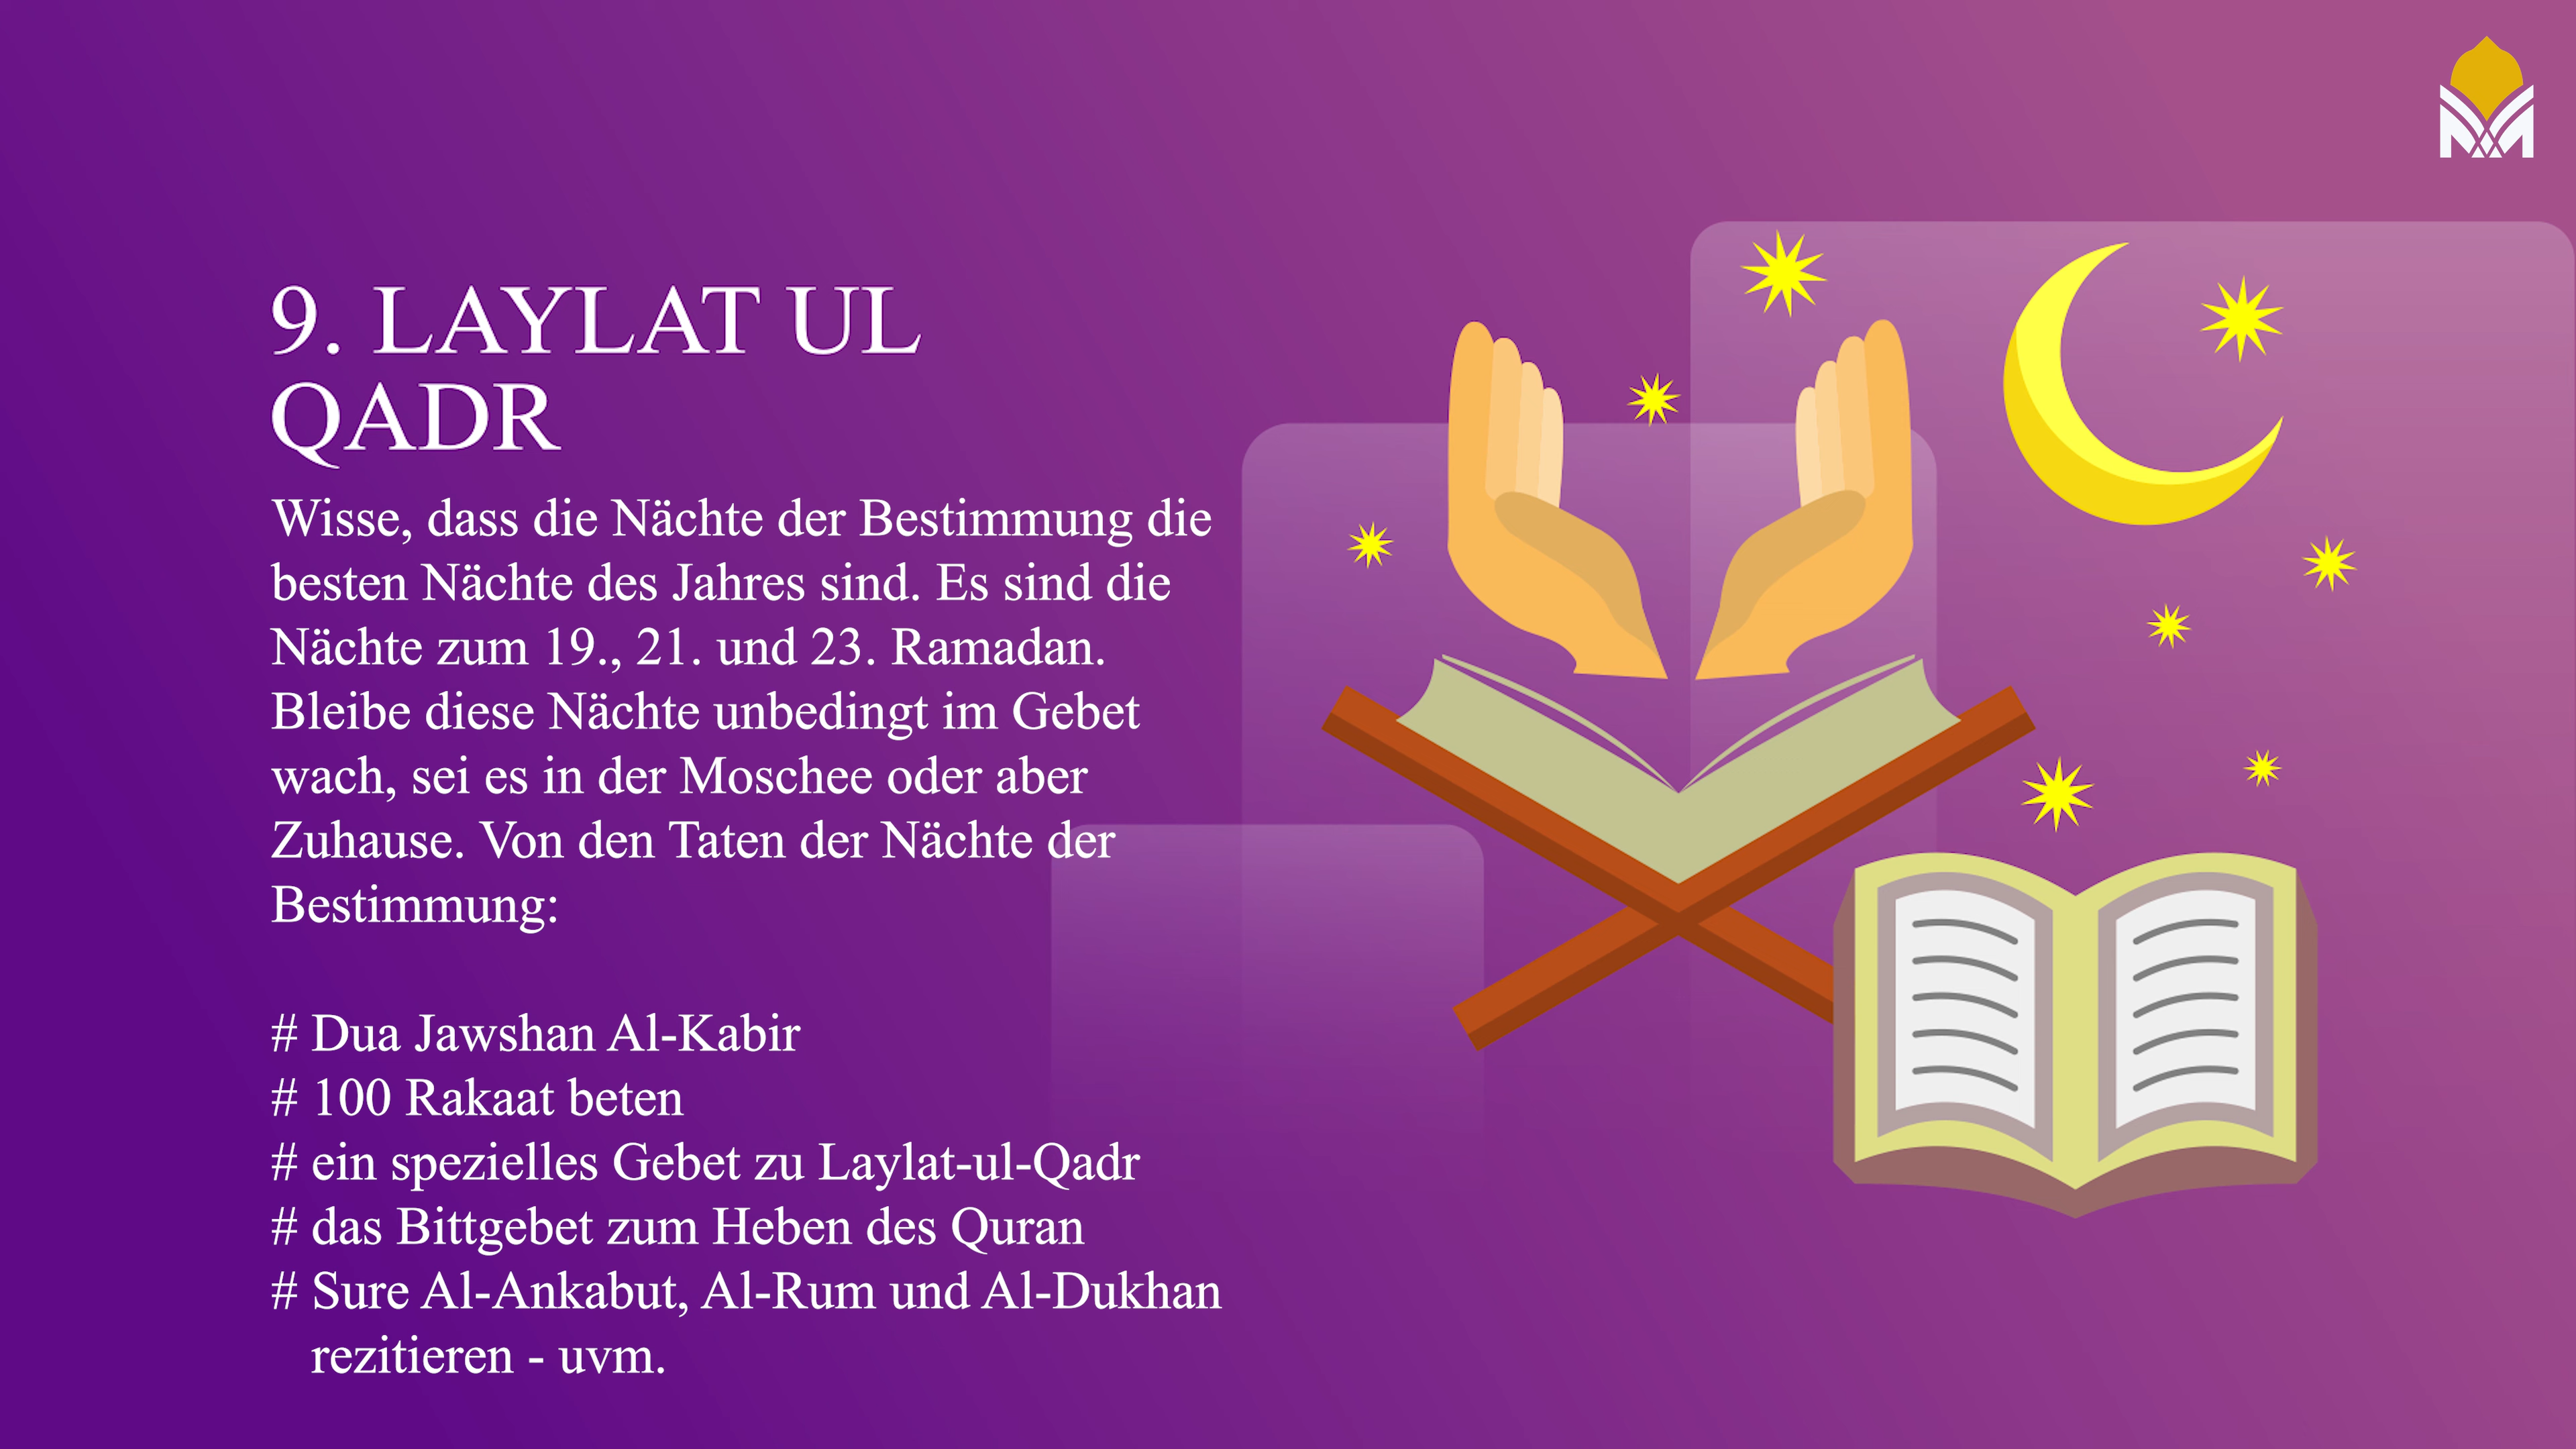 9. LAYLAT UL
QADR
Wisse, dass die Nächte der Bestimmung die
besten Nächte des Jahres sind. Es sind die
Nächte zum 19., 21. und 23. Ramadan.
Bleibe diese Nächte unbedingt im Gebet
wach, sei es in der Moschee oder aber
Zuhause. Von den Taten der Nächte der
Bestimmung:
# Dua Jawshan Al-Kabir
# 100 Rakaat beten
# ein spezielles Gebet zu Laylat-ul-Qadr
# das Bittgebet zum Heben des Quran
# Sure Al-Ankabut, Al-Rum und Al-Dukhan
rezitieren - uvm.